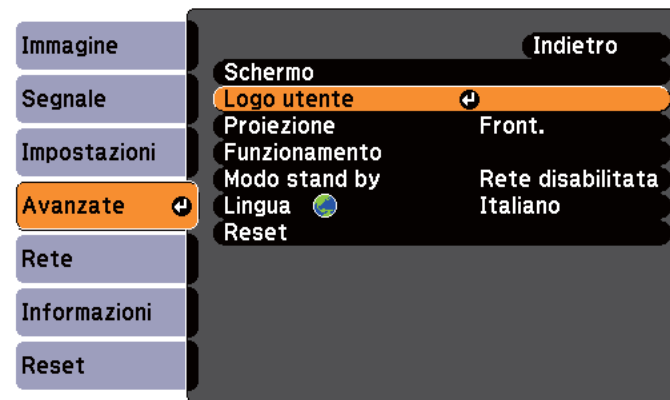 Immagine
Segnale
Impostazioni
Avanzate
Rete
Informazioni
Reset
Indietro
Schermo
Logo utente
Proiezione Front.
Funzionamento
Modo stand by Rete disabilitata
Lingua Italiano
Reset